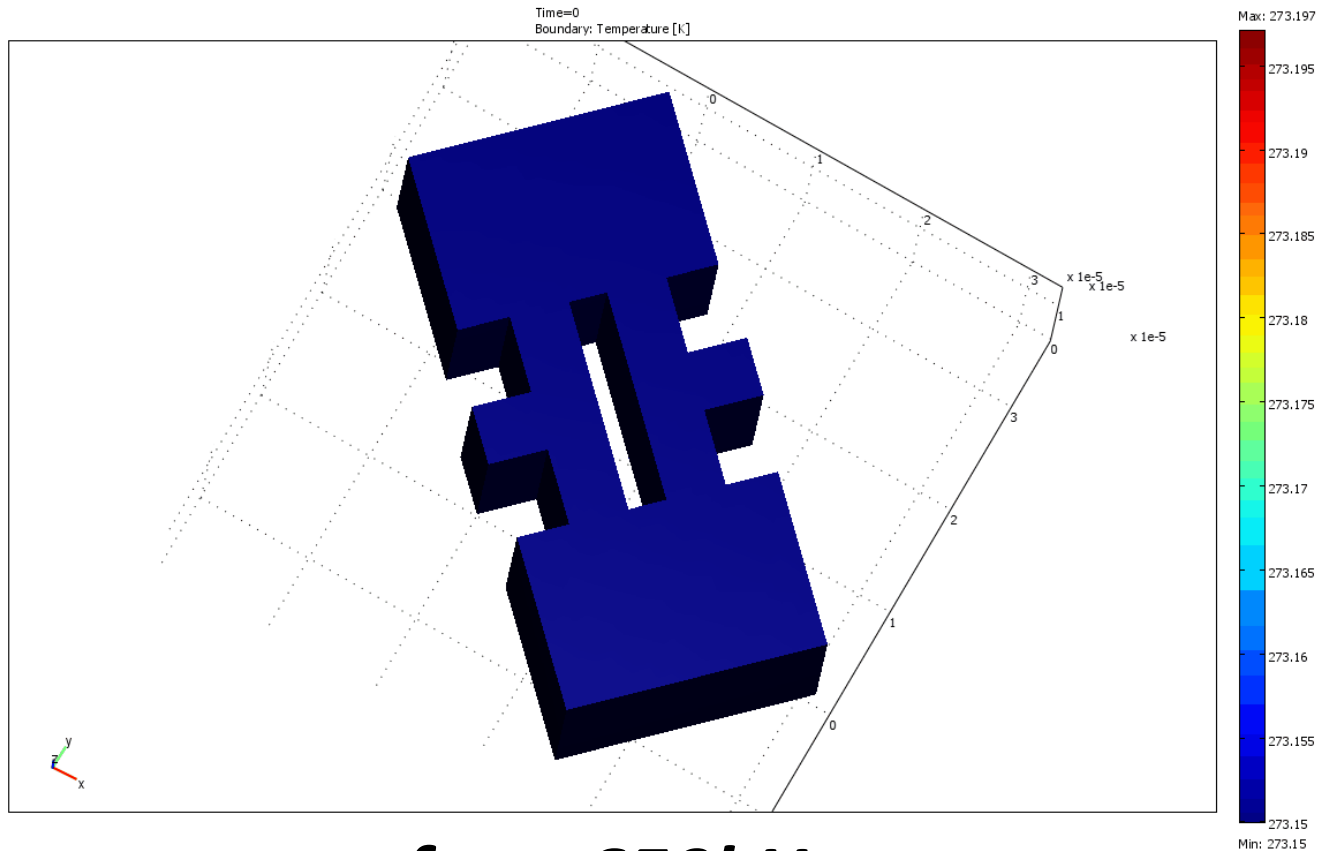 Time=0
Boundary: Temperature [K]
Max: 273.197
273.195
273.19
273.185
273.18
273.175
273.17
273.165
273.16
273.155
273.15
Min: 273.15
0
1
2
3
x 1e-5
x 1e-5
1
0
x 1e-5
3
2
1
0
y
z
x